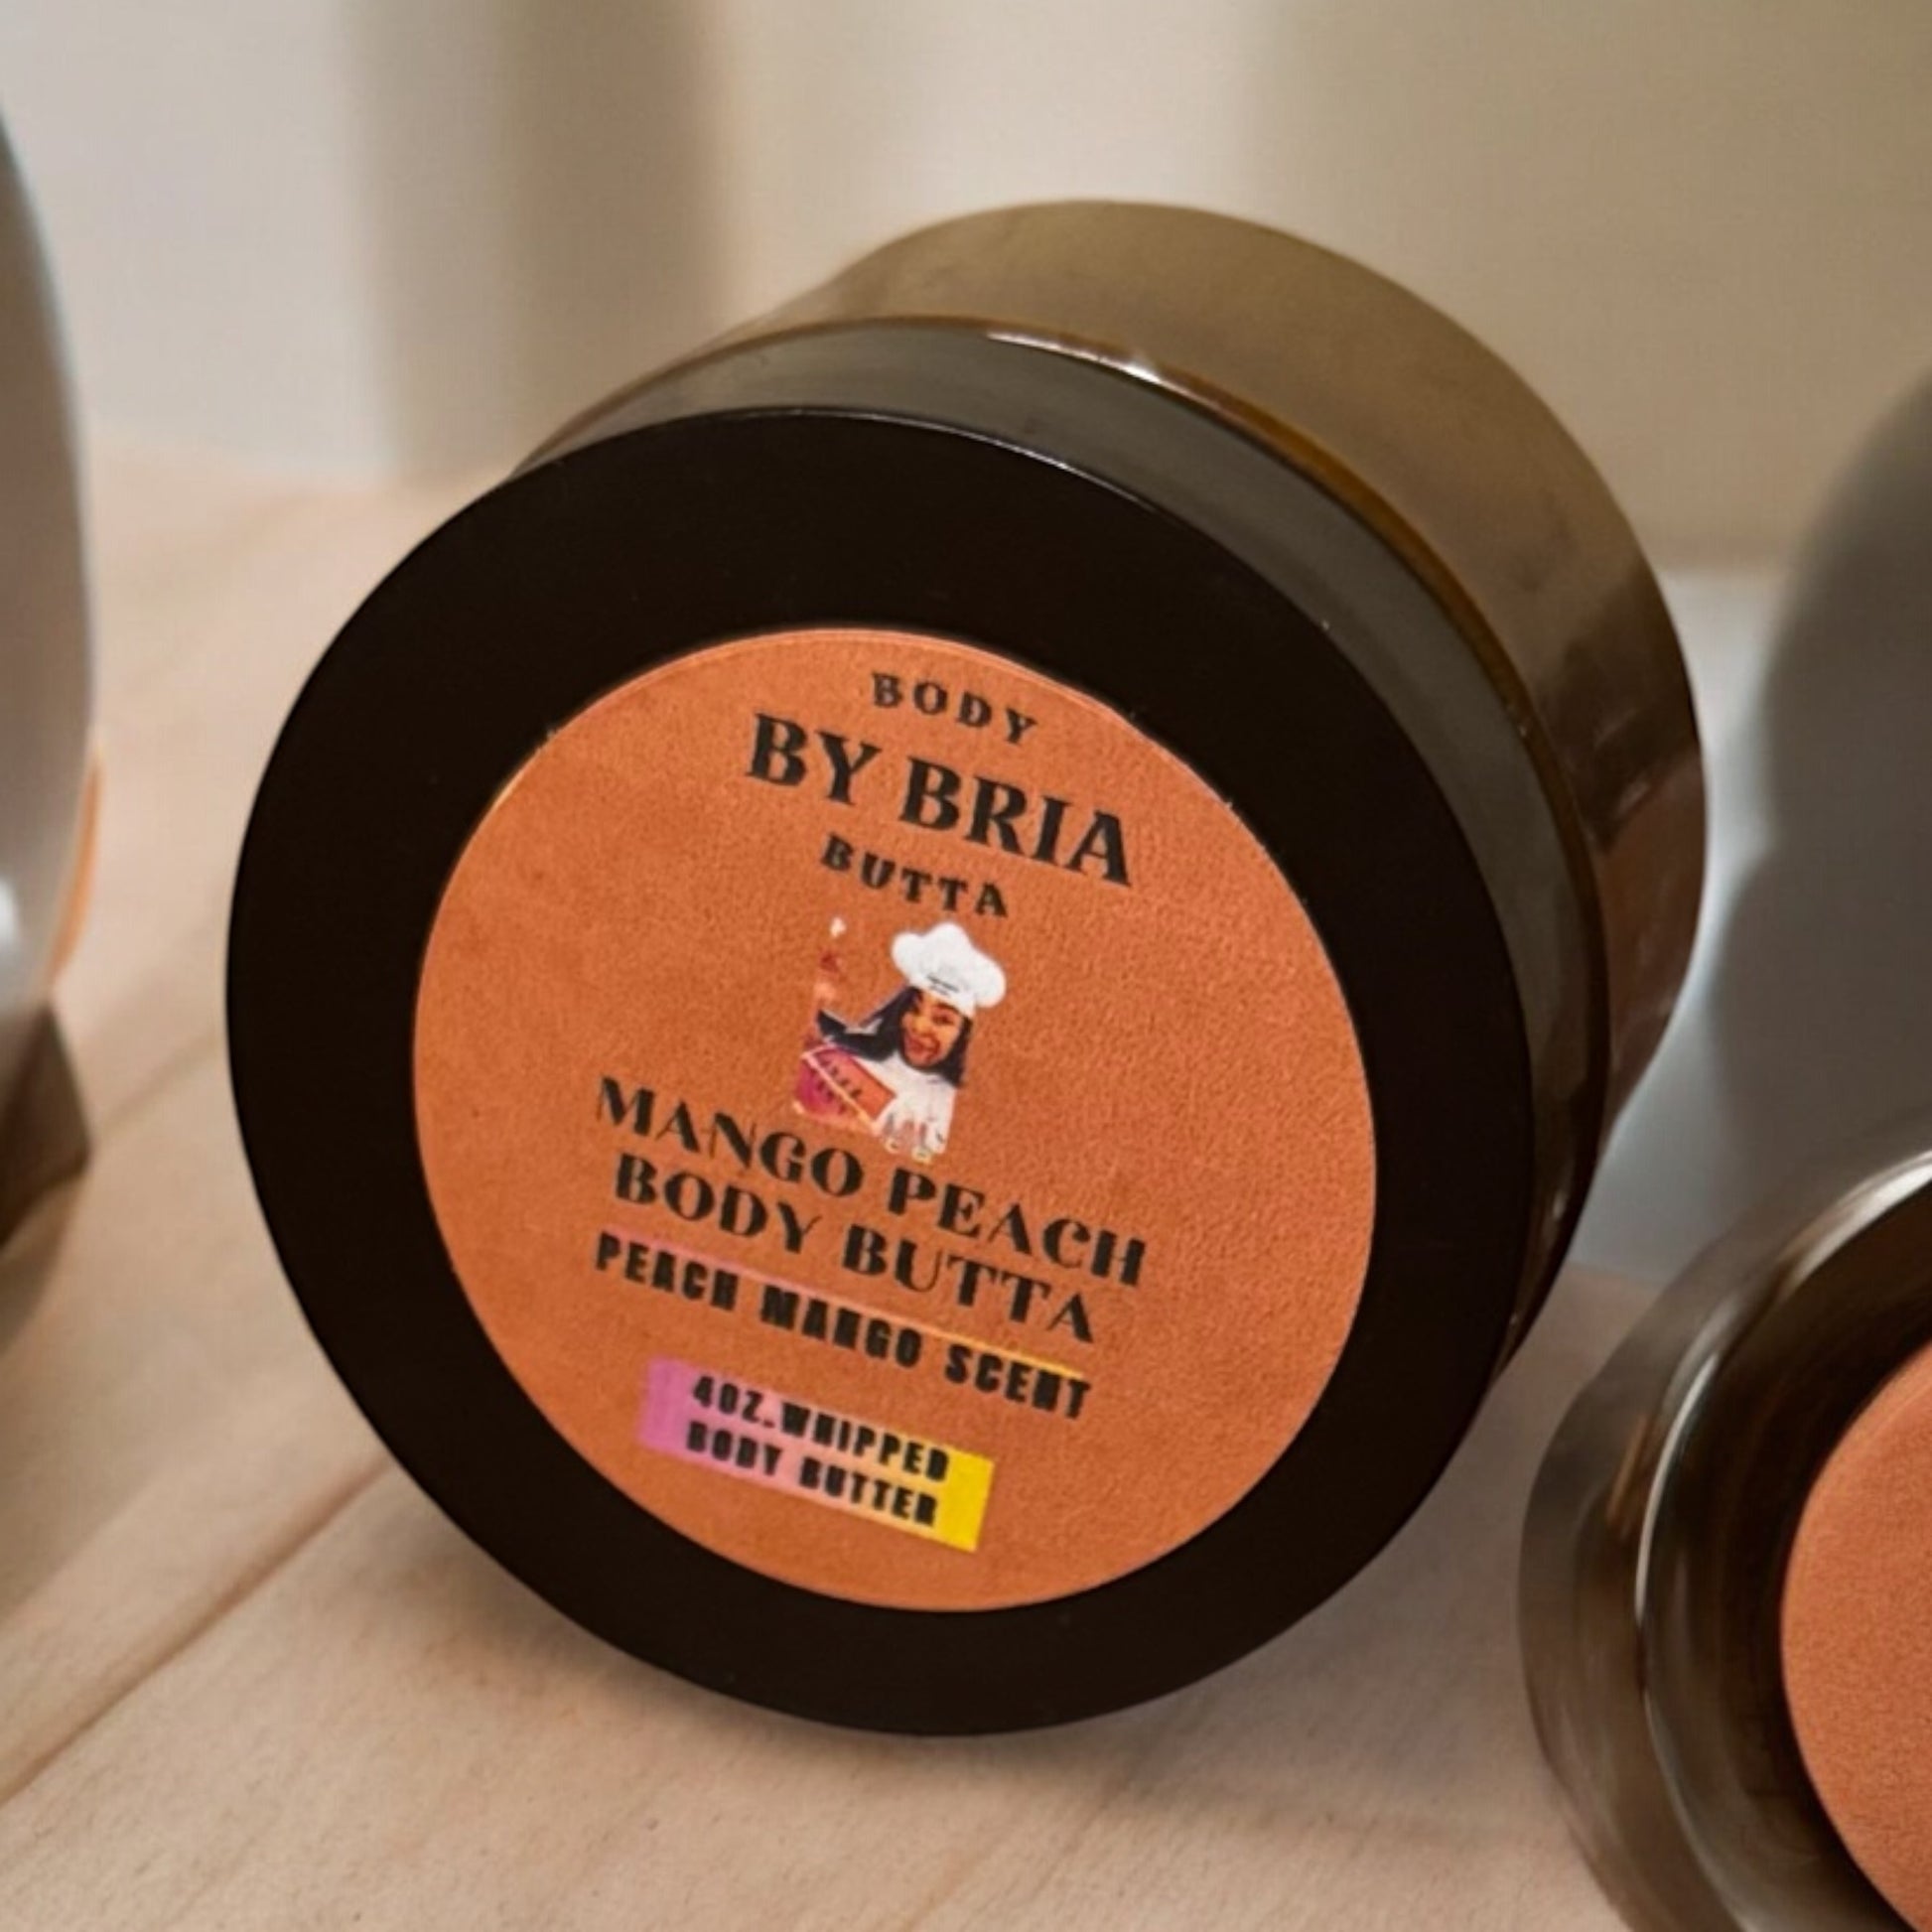 BODY
BY BRIA
BUTTA
MANGO PEACH
BODY BUTTA
PEACH MANGO SCENT
4OZ. WHIPPED
BODY BUTTER